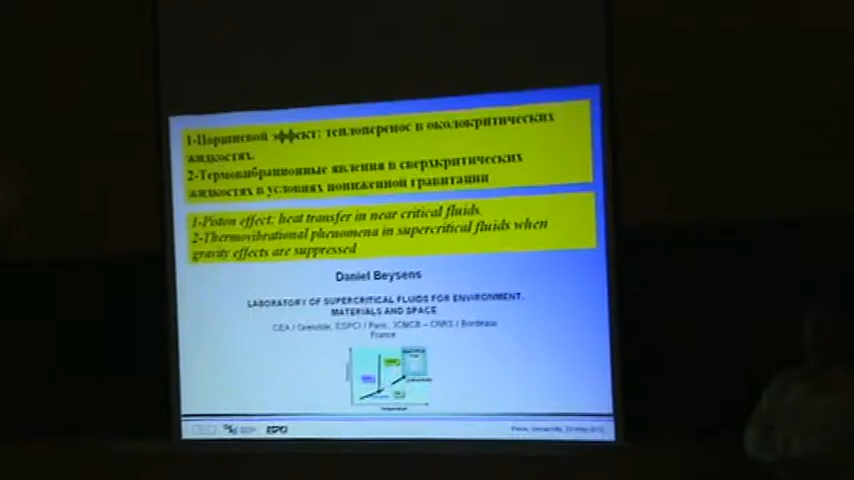 1-Поршневой эффект: теплоперенос в околокритических
жидкостях.
2-Термовибрационные явления в сверхкритических
жидкостях в условиях пониженной гравитации
1-Piston effect: heat transfer in near critical fluids.
2-Thermovibrational phenomena in supercritical fluids when
gravity effects are suppressed
Daniel Beysens
LABORATORY OF SUPERCRITICAL FLUIDS FOR ENVIRONMENT,
MATERIALS AND SPACE
CEA / Grenoble, ESPCI / Paris, ICMCB – CNRS / Bordeaux
France
Temperature
ESPCI